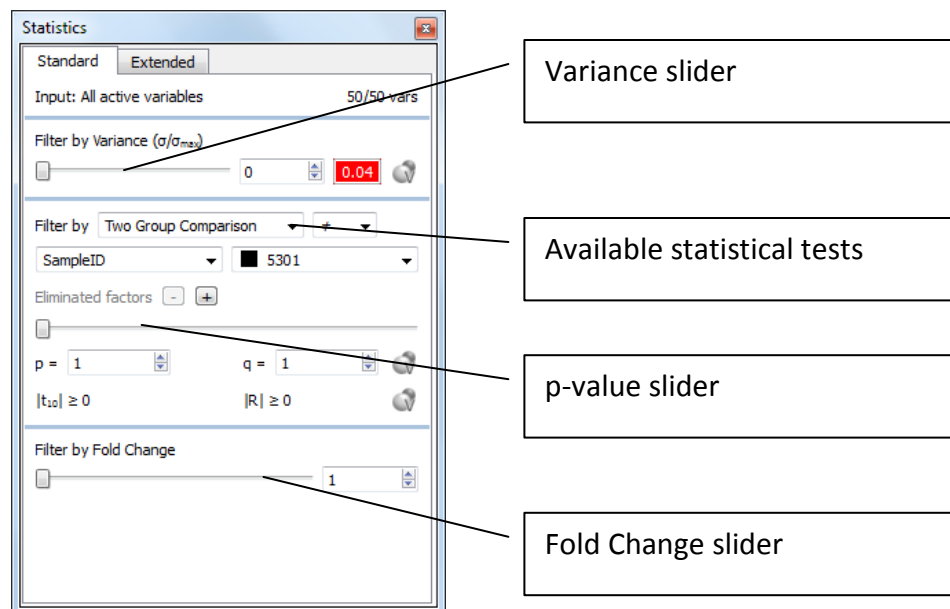 Statistics
Standard Extended
Input: All active variables 50/50 vars
Filter by Variance (σ/σmax)
0 0.04
Filter by Two Group Comparison ≠
SampleID 5301
Eliminated factors - +
p = 1 q = 1
|t₁₀| ≥ 0 |R| ≥ 0
Filter by Fold Change
1
Variance slider
Available statistical tests
p-value slider
Fold Change slider